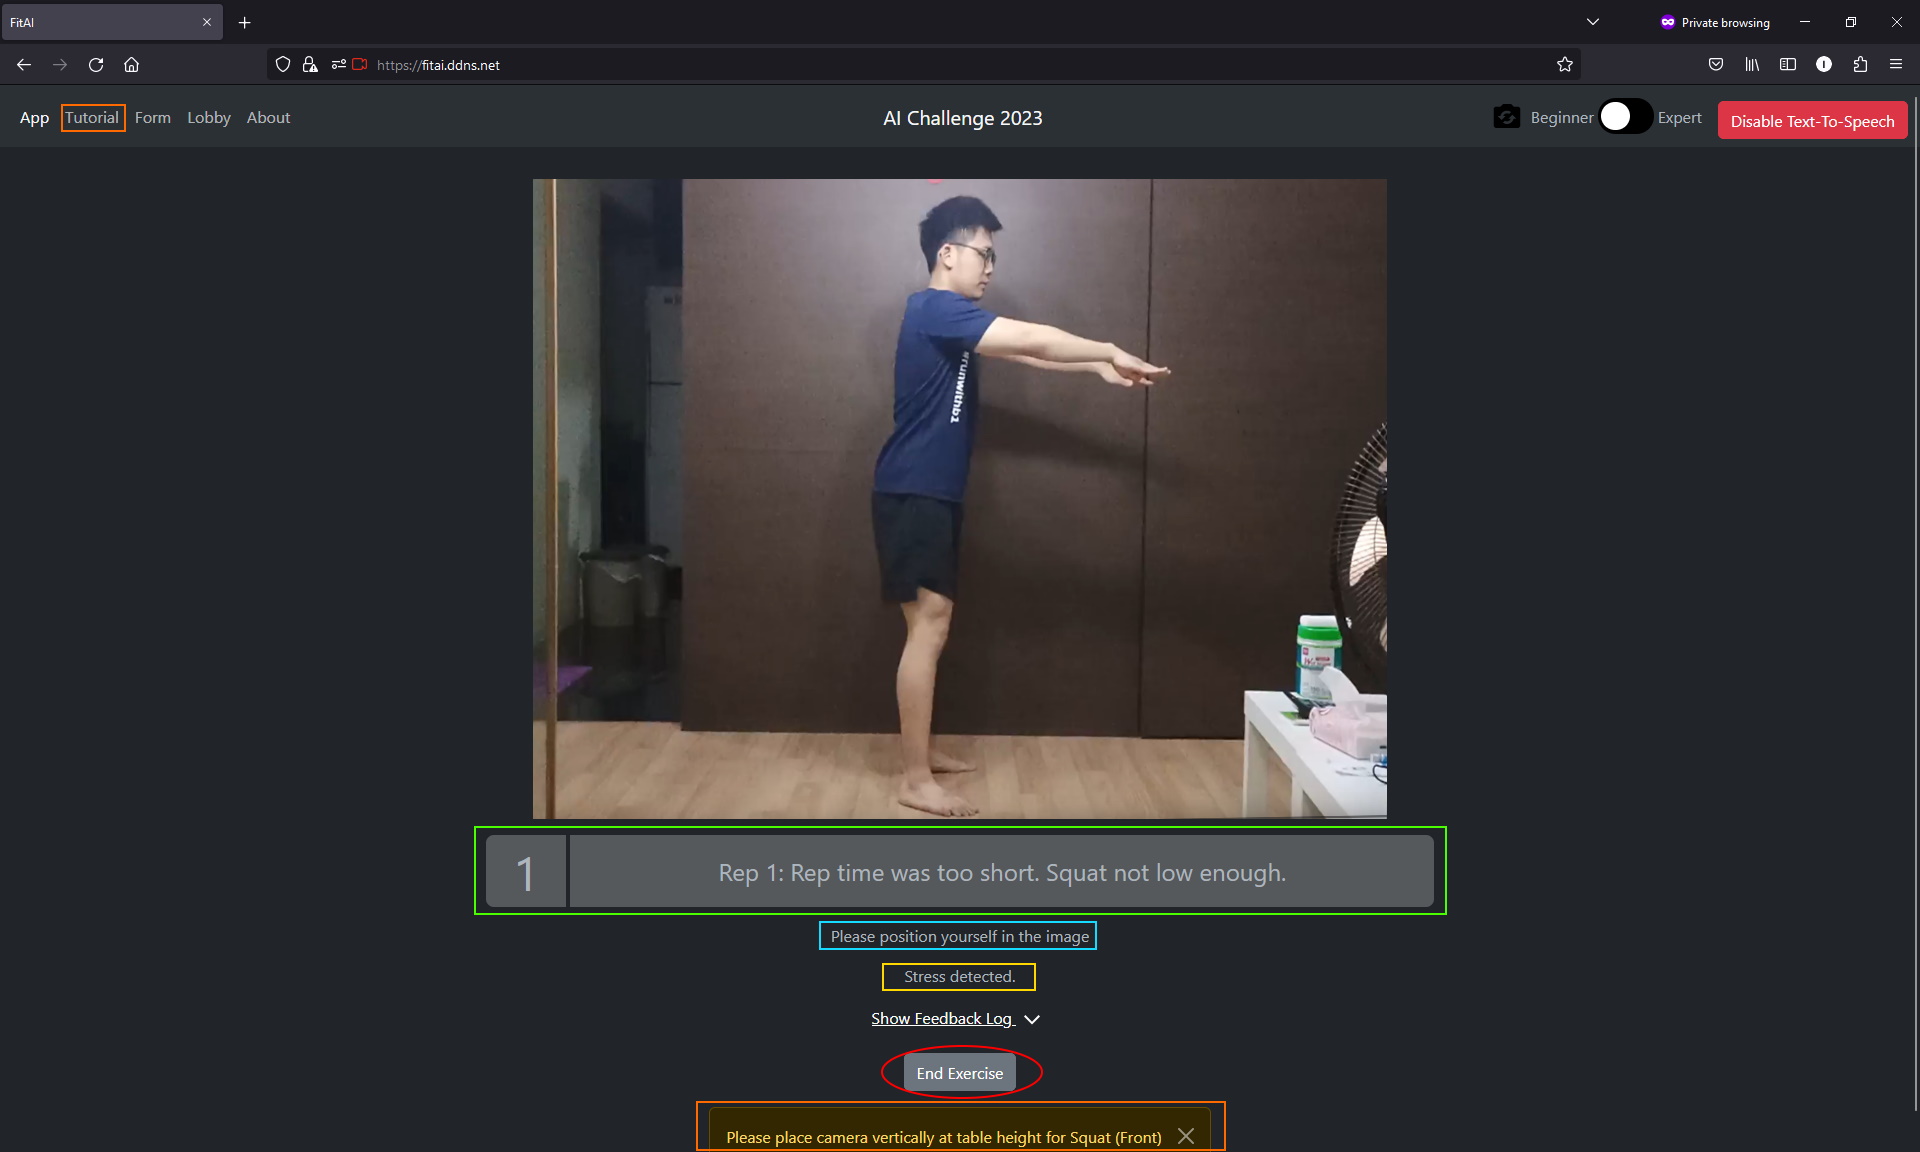 FitAI
Private browsing
https://fitai.ddns.net
App Tutorial Form Lobby About
AI Challenge 2023
Beginner Expert
Disable Text-To-Speech
#runwithb1
1
Rep 1: Rep time was too short. Squat not low enough.
Please position yourself in the image
Stress detected.
Show Feedback Log
End Exercise
Please place camera vertically at table height for Squat (Front)